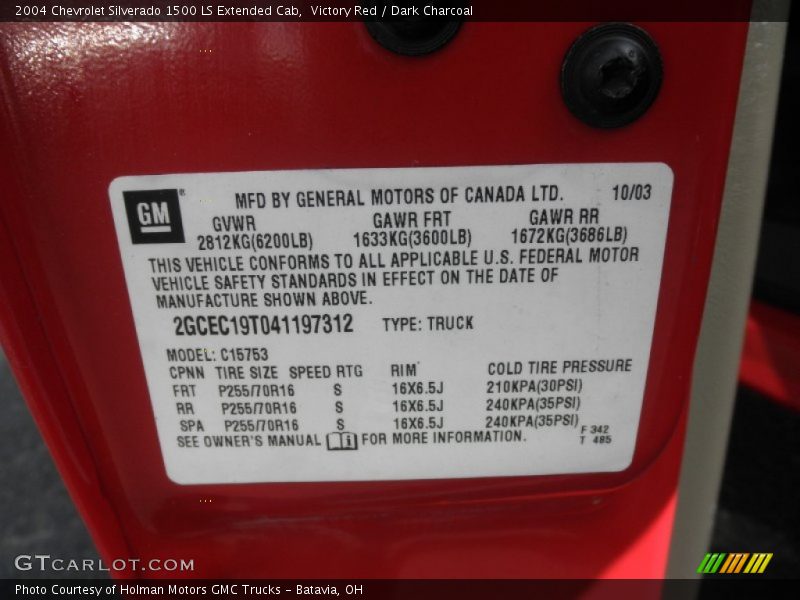 2004 Chevrolet Silverado 1500 LS Extended Cab,  Victory Red / Dark Charcoal
GM ® MFD BY GENERAL MOTORS OF CANADA LTD. 10/03
GVWR GAWR FRT GAWR RR
2812KG(6200LB) 1633KG(3600LB) 1672KG(3686LB)
THIS VEHICLE CONFORMS TO ALL APPLICABLE U.S. FEDERAL MOTOR
VEHICLE SAFETY STANDARDS IN EFFECT ON THE DATE OF
MANUFACTURE SHOWN ABOVE.
2GCEC19T041197312 TYPE: TRUCK
MODEL: C15753
CPNN TIRE SIZE SPEED RTG RIM COLD TIRE PRESSURE
FRT P255/70R16 S 16X6.5J 210KPA(30PSI)
RR P255/70R16 S 16X6.5J 240KPA(35PSI)
SPA P255/70R16 S 16X6.5J 240KPA(35PSI)
SEE OWNER'S MANUAL FOR MORE INFORMATION.
F 342
T 485
GTCARLOT.COM
Photo Courtesy of Holman Motors GMC Trucks – Batavia, OH